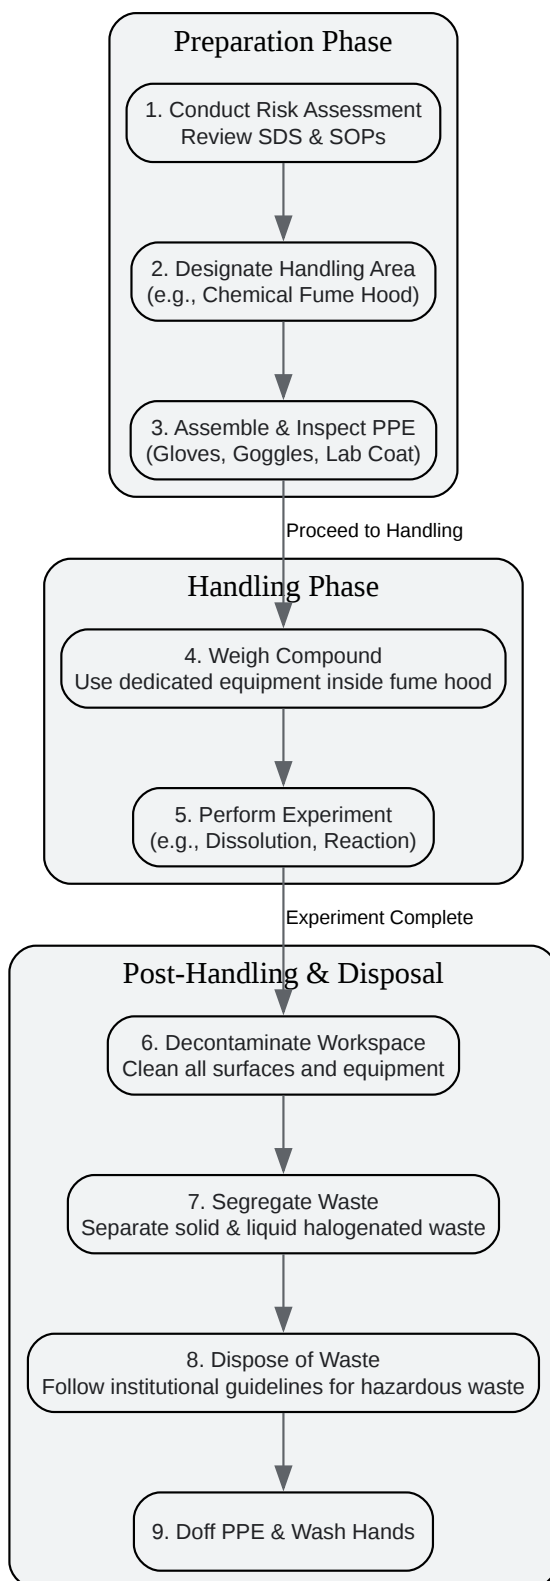 Preparation Phase
1. Conduct Risk Assessment
Review SDS & SOPs
2. Designate Handling Area
(e.g., Chemical Fume Hood)
3. Assemble & Inspect PPE
(Gloves, Goggles, Lab Coat)
Proceed to Handling
Handling Phase
4. Weigh Compound
Use dedicated equipment inside fume hood
5. Perform Experiment
(e.g., Dissolution, Reaction)
Experiment Complete
Post-Handling & Disposal
6. Decontaminate Workspace
Clean all surfaces and equipment
7. Segregate Waste
Separate solid & liquid halogenated waste
8. Dispose of Waste
Follow institutional guidelines for hazardous waste
9. Doff PPE & Wash Hands